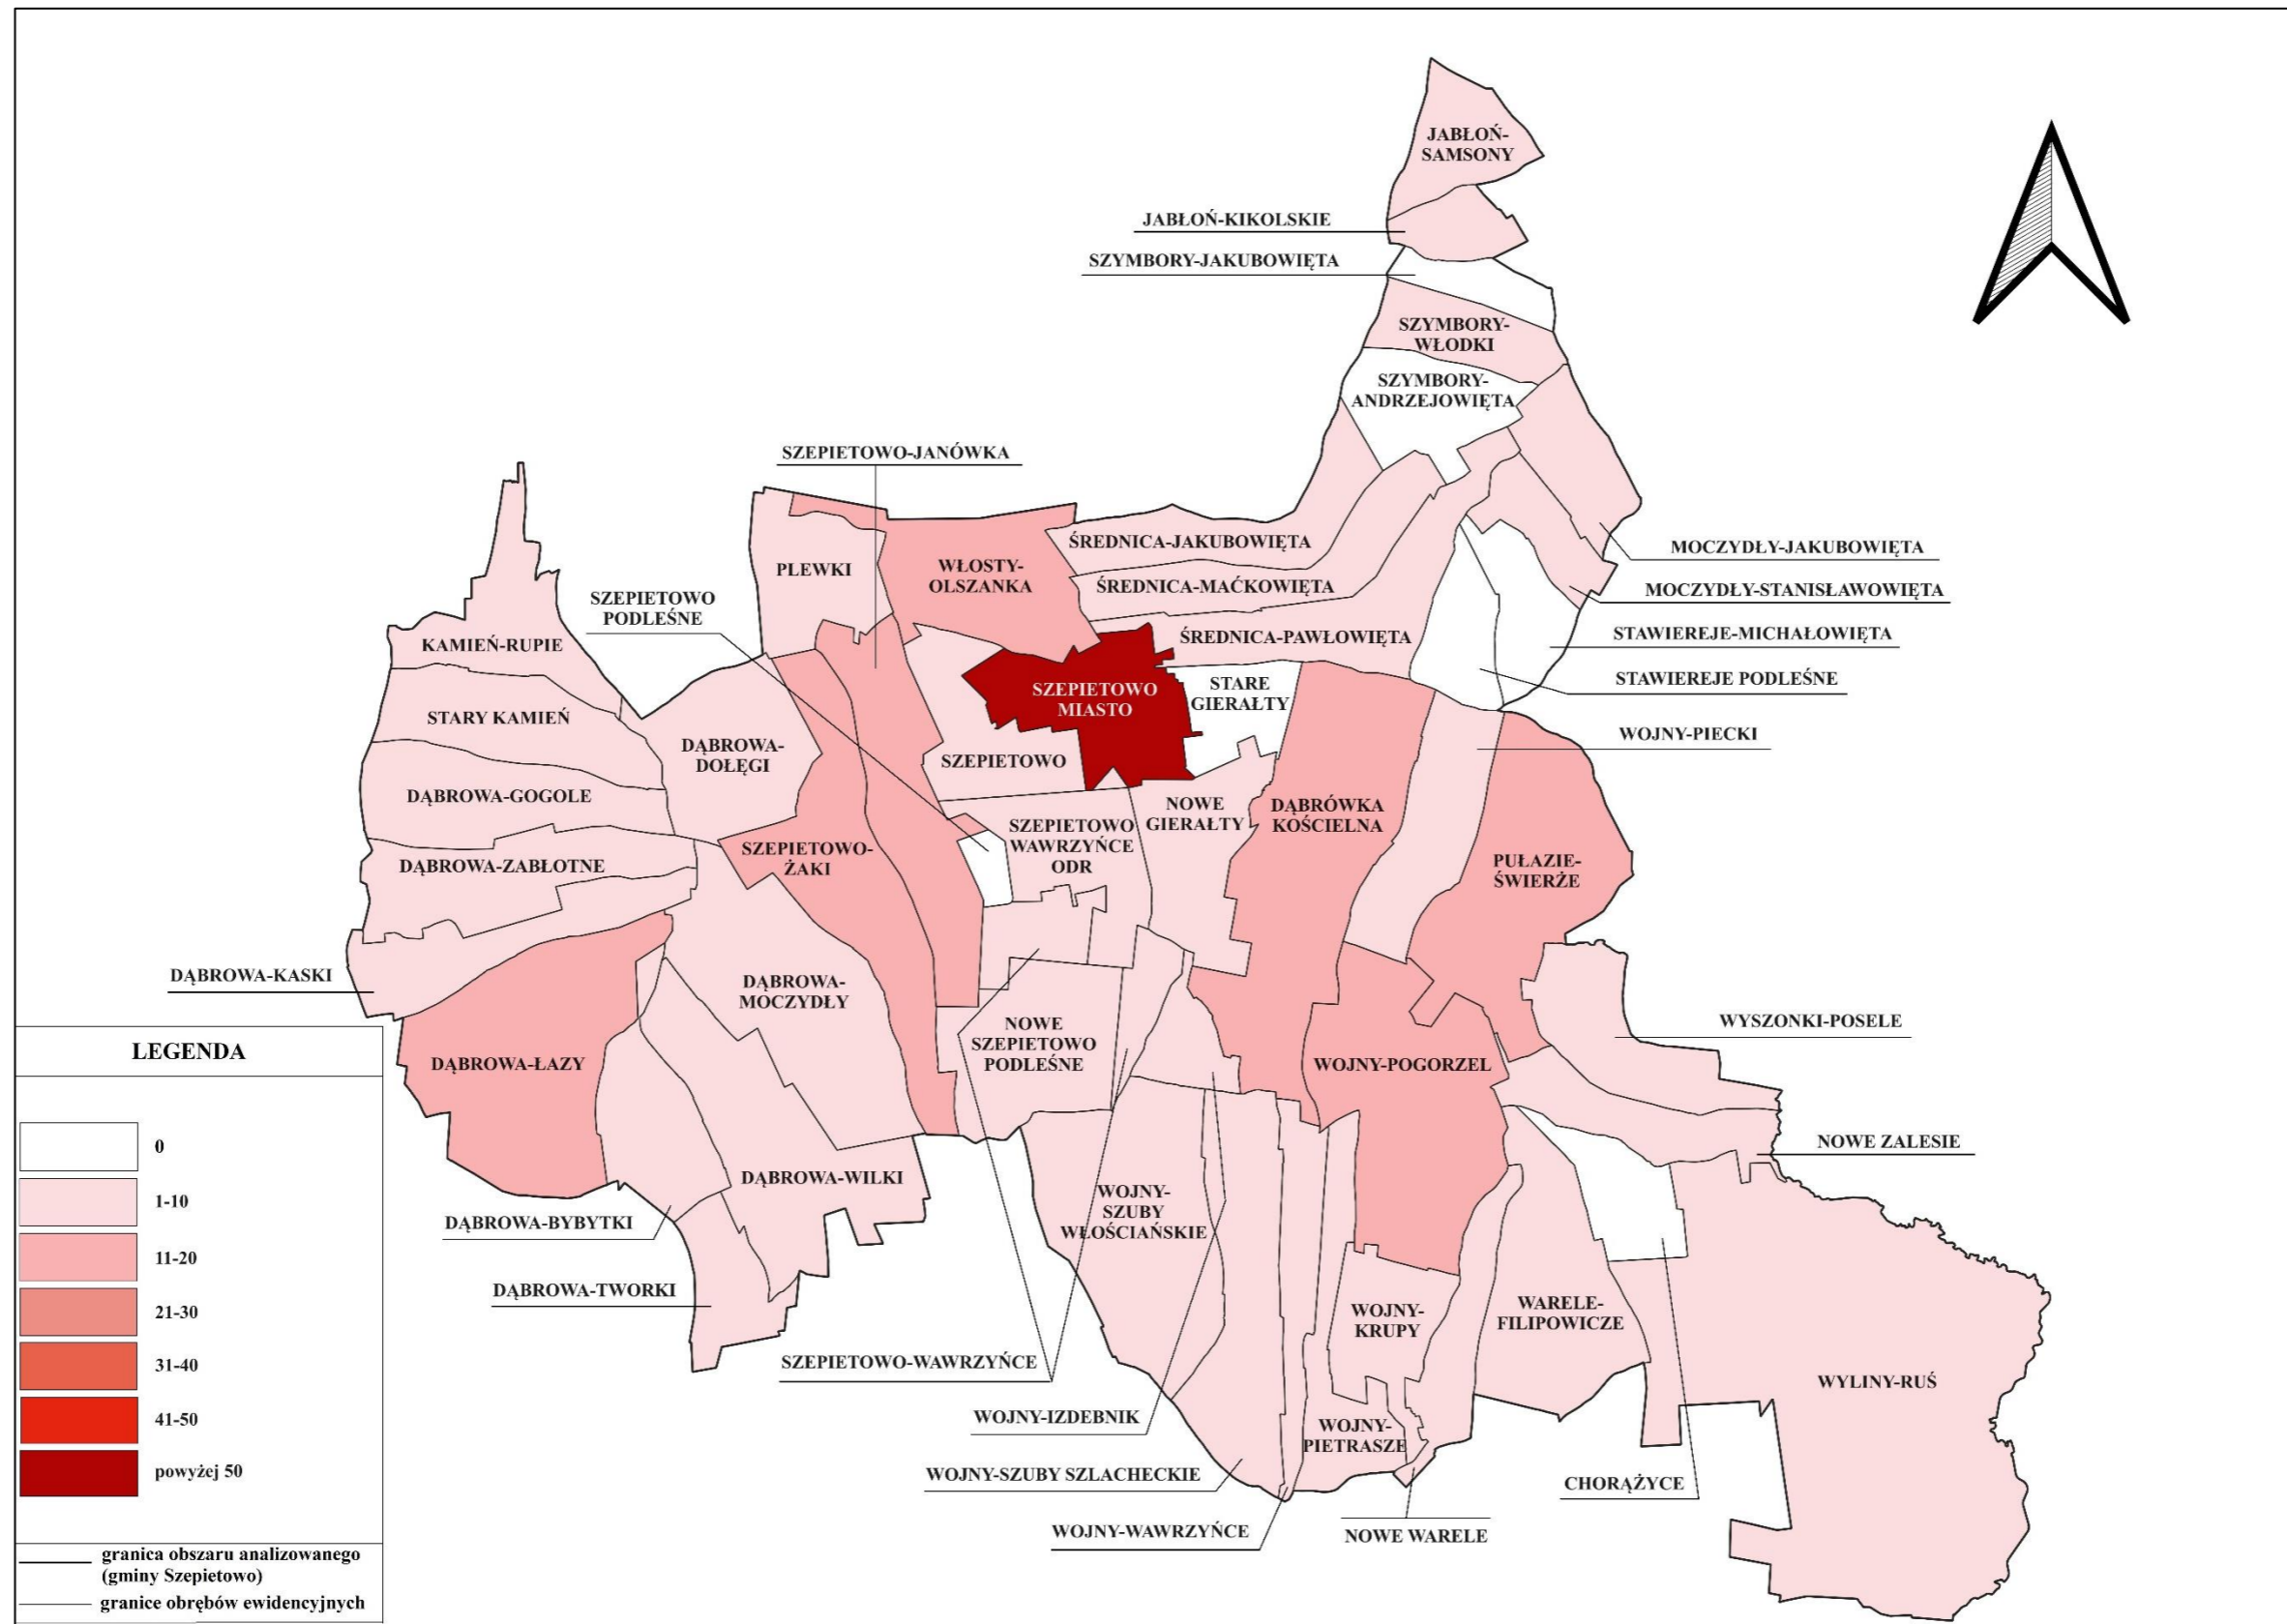 JABŁOŃ-
SAMSONY
JABŁOŃ-KIKOLSKIE
SZYMBORY-JAKUBOWIĘTA
SZYMBORY-
WŁODKI
SZYMBORY-
ANDRZEJOWIĘTA
SZEPIETOWO-JANÓWKA
ŚREDNICA-JAKUBOWIĘTA
MOCZYDŁY-JAKUBOWIĘTA
PLEWKI
WŁOSTY-
OLSZANKA
ŚREDNICA-MAĆKOWIĘTA
MOCZYDŁY-STANISŁAWOWIĘTA
SZEPIETOWO
PODLEŚNE
KAMIEŃ-RUPIE
ŚREDNICA-PAWŁOWIĘTA
STAWIEREJE-MICHAŁOWIĘTA
STAWIEREJE PODLEŚNE
SZEPIETOWO
MIASTO
STARE
GIERAŁTY
STARY KAMIEŃ
WOJNY-PIECKI
DĄBROWA-
DOŁĘGI
SZEPIETOWO
DĄBROWA-GOGOLE
NOWE
GIERAŁTY
DĄBRÓWKA
KOŚCIELNA
SZEPIETOWO
WAWRZYŃCE
ODR
SZEPIETOWO-
ŻAKI
DĄBROWA-ZABŁOTNE
PUŁAZIE-
ŚWIERŻE
DĄBROWA-KASKI
DĄBROWA-
MOCZYDŁY
NOWE
SZEPIETOWO
PODLEŚNE
WYSZONKI-POSELE
DĄBROWA-ŁAZY
WOJNY-POGORZEL
NOWE ZALESIE
DĄBROWA-WILKI
WOJNY-
SZUBY
WŁOŚCIAŃSKIE
DĄBROWA-BYBYTKI
DĄBROWA-TWORKI
WOJNY-
KRUPY
WARELE-
FILIPOWICZE
SZEPIETOWO-WAWRZYŃCE
WYLINY-RUŚ
WOJNY-IZDEBNIK
WOJNY-
PIETRASZE
WOJNY-SZUBY SZLACHECKIE
CHORĄŻYCE
WOJNY-WAWRZYŃCE
NOWE WARELE
LEGENDA
0
1-10
11-20
21-30
31-40
41-50
powyżej 50
granica obszaru analizowanego
(gminy Szepietowo)
granice obrębów ewidencyjnych